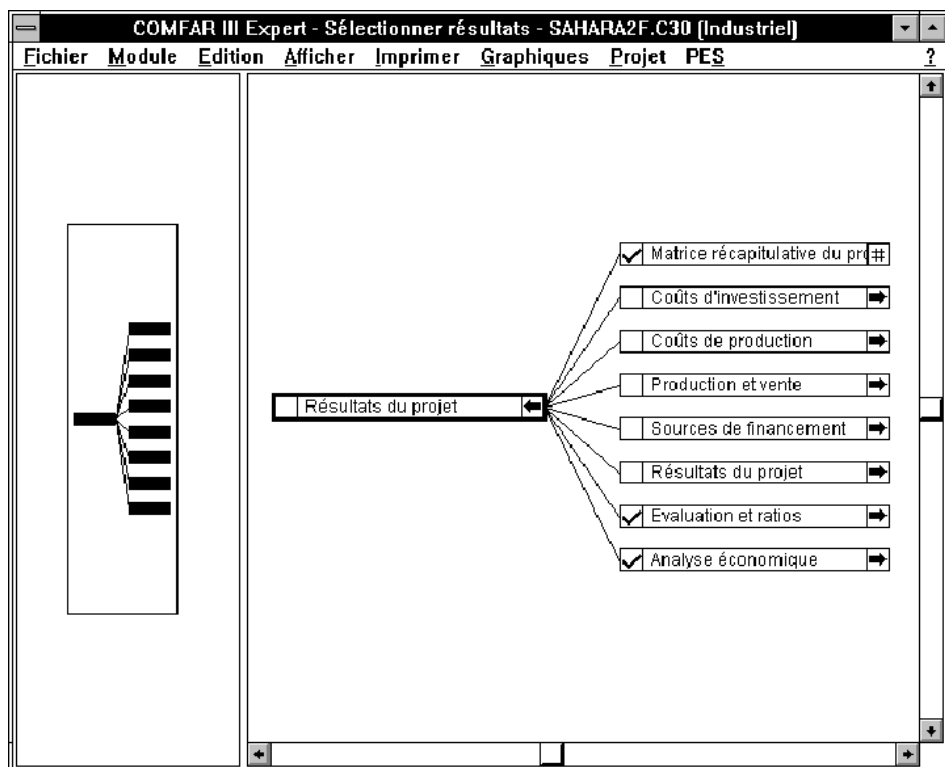 COMFAR III Expert - Sélectionner résultats - SAHARA2F.C30 (Industriel)
Fichier Module Edition Afficher Imprimer Graphiques Projet PES ?
Matrice récapitulative du pro #
Coûts d'investissement
Coûts de production
Production et vente
Résultats du projet
Sources de financement
Résultats du projet
Evaluation et ratios
Analyse économique